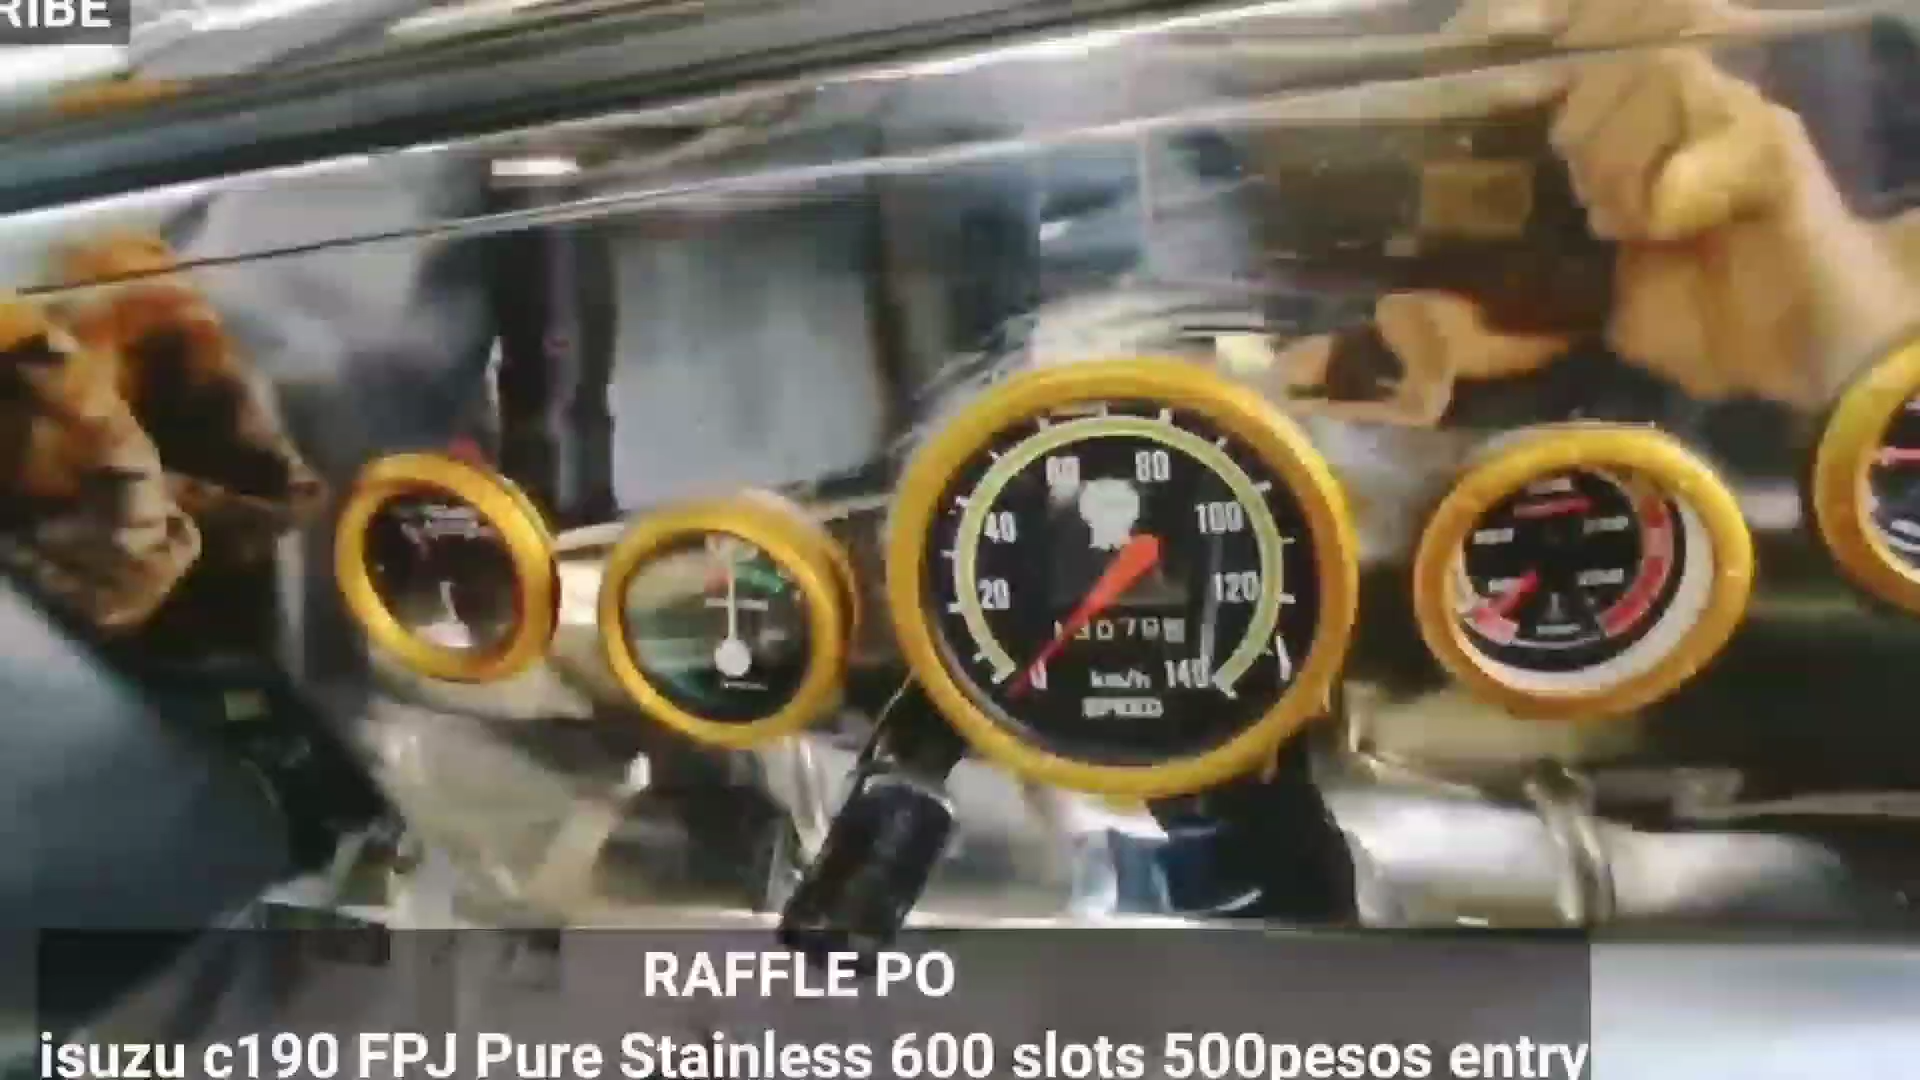 RIBE
60 80
40 100
20 120
0 km/h 140
SPEED
RAFFLE PO
isuzu c190 FPJ Pure Stainless 600 slots 500pesos entry